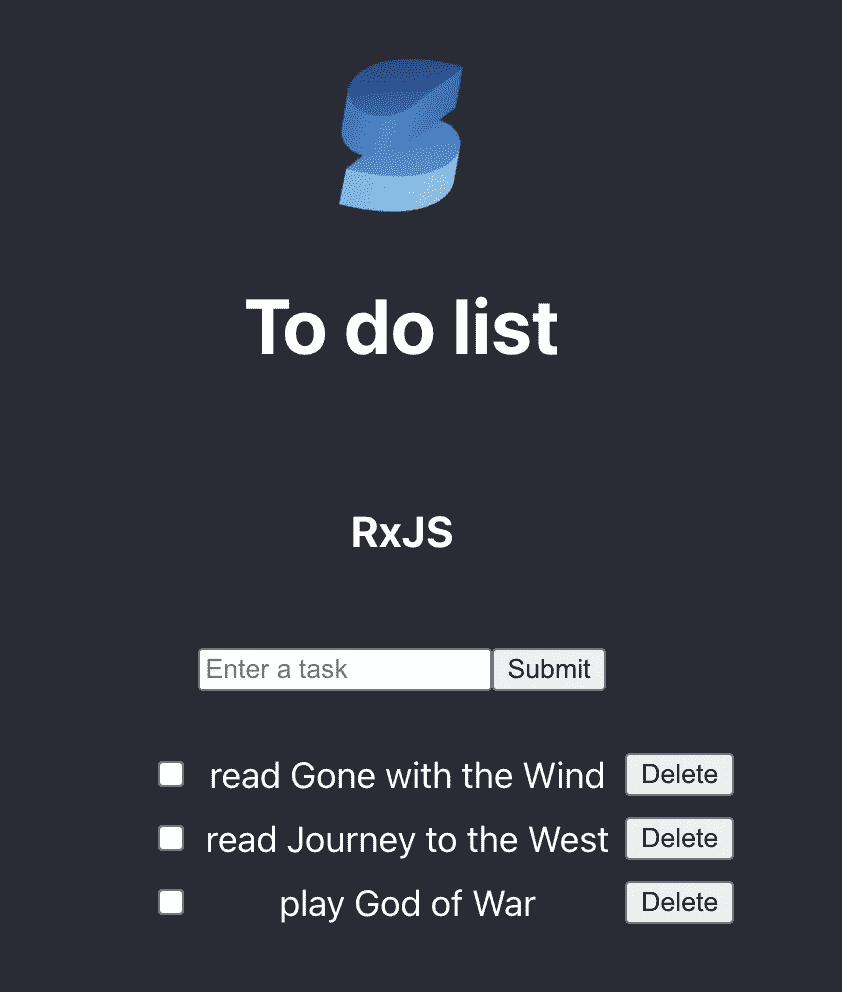 To do list
RxJS
Enter a task Submit
read Gone with the Wind Delete
read Journey to the West Delete
play God of War Delete